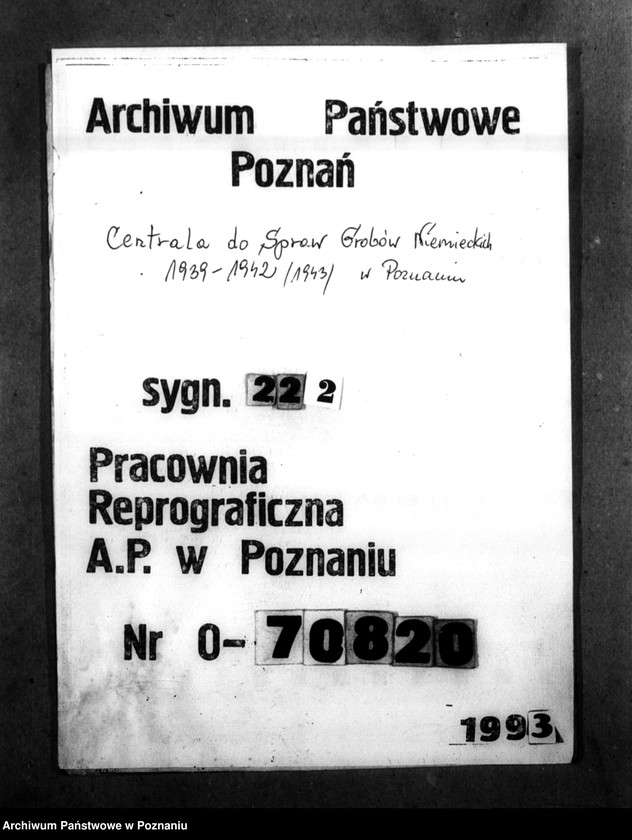 Archiwum Państwowe
Poznań
Centrala do Spraw Grobów Niemieckich
1939-1942 /1943/ w Poznaniu
sygn. 222
Pracownia
Reprograficzna
A.P. w Poznaniu
Nr O-70820
1993
Archiwum Państwowe w Poznaniu